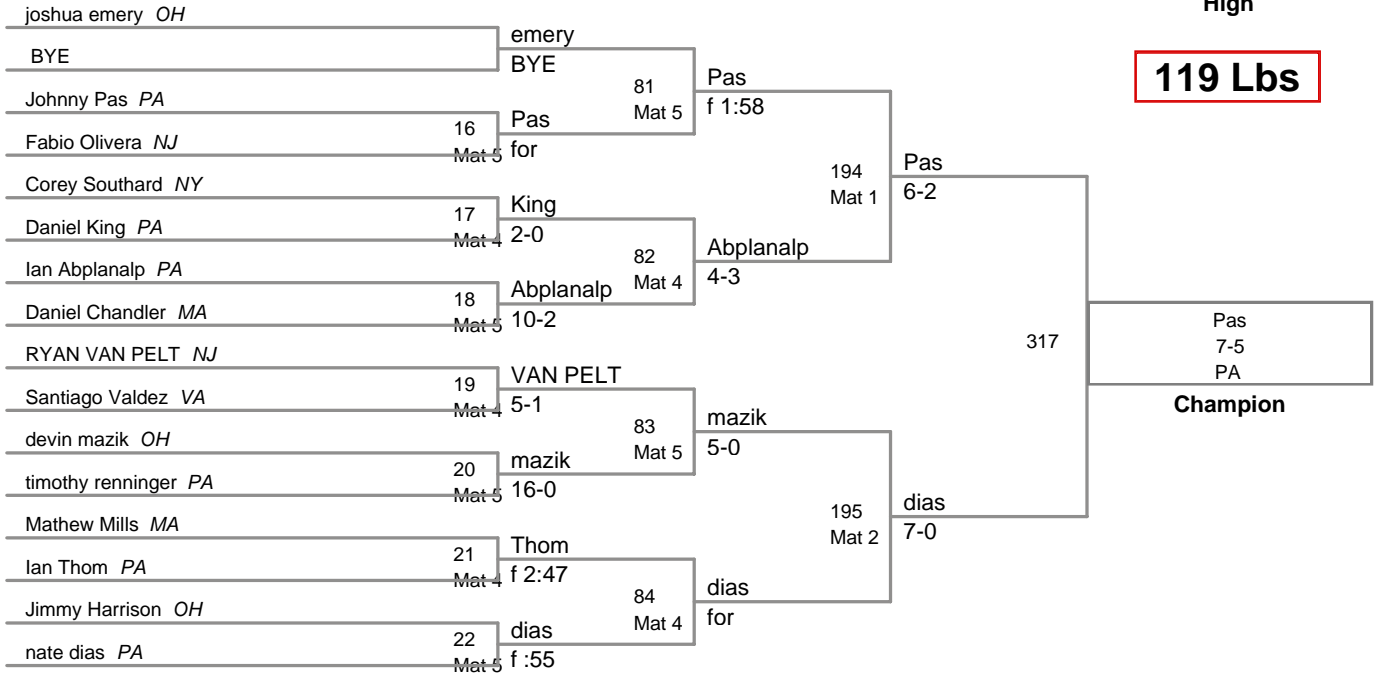 High
119 Lbs
joshua emery OH
BYE
Johnny Pas PA
Fabio Olivera NJ
Corey Southard NY
Daniel King PA
Ian Abplanalp PA
Daniel Chandler MA
RYAN VAN PELT NJ
Santiago Valdez VA
devin mazik OH
timothy renninger PA
Mathew Mills MA
Ian Thom PA
Jimmy Harrison OH
nate dias PA
emery
BYE
16
Mat 5
Pas
for
17
Mat 4
King
2-0
18
Mat 5
Abplanalp
10-2
19
Mat 4
VAN PELT
5-1
20
Mat 5
mazik
16-0
21
Mat 4
Thom
f 2:47
22
Mat 5
dias
f :55
81
Mat 5
Pas
f 1:58
82
Mat 4
Abplanalp
4-3
83
Mat 5
mazik
5-0
84
Mat 4
dias
for
194
Mat 1
Pas
6-2
195
Mat 2
dias
7-0
317
Pas
7-5
PA
Champion